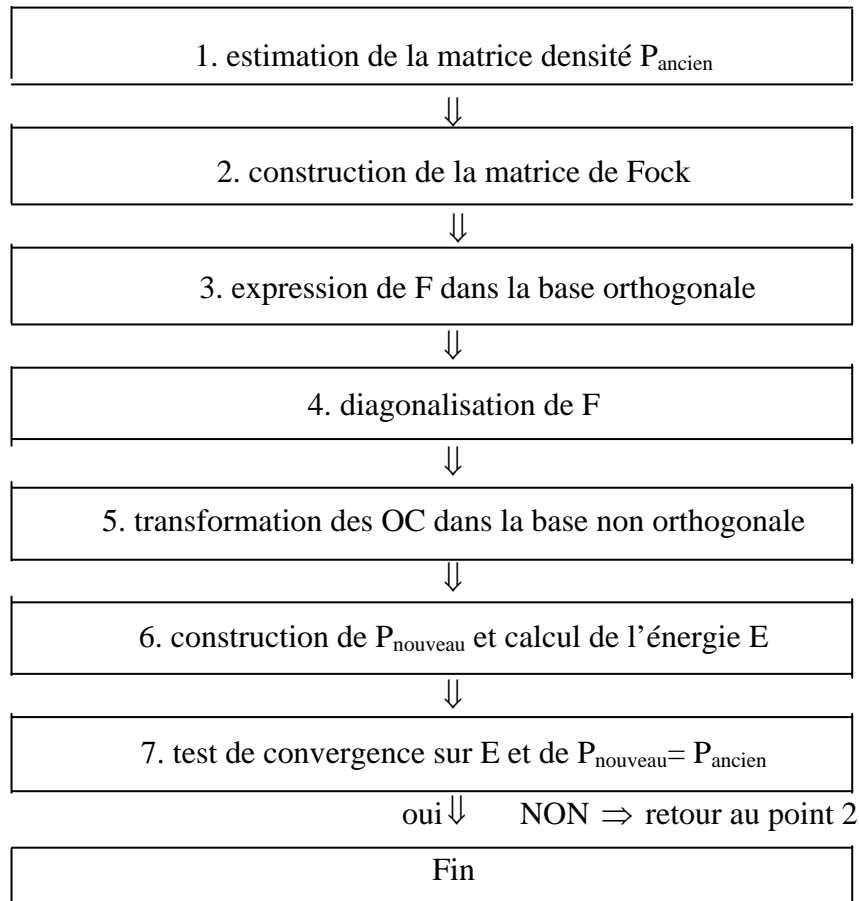 1. estimation de la matrice densité P_ancien
⇓
2. construction de la matrice de Fock
⇓
3. expression de F dans la base orthogonale
⇓
4. diagonalisation de F
⇓
5. transformation des OC dans la base non orthogonale
⇓
6. construction de P_nouveau et calcul de l’énergie E
⇓
7. test de convergence sur E et de P_nouveau= P_ancien
oui ⇓ NON ⇒ retour au point 2
Fin